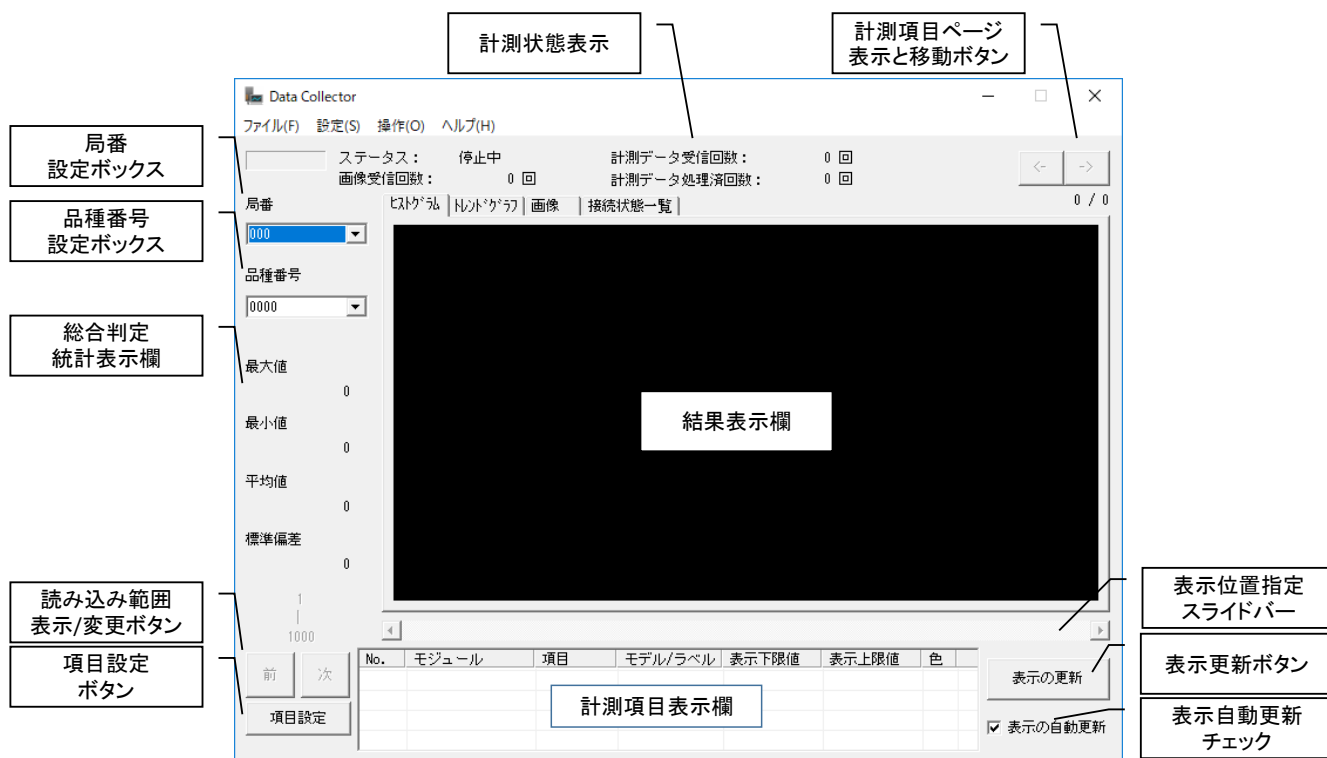 計測状態表示
計測項目ページ
表示と移動ボタン
Data Collector
ファイル(F) 設定(S) 操作(O) ヘルプ(H)
局番
設定ボックス
ステータス： 停止中 計測データ受信回数： 0 回
画像受信回数： 0 回 計測データ処理済回数： 0 回
<- ->
0 / 0
局番
ﾋｽﾄｸﾞﾗﾑ ﾄﾚﾝﾄﾞｸﾞﾗﾌ 画像 接続状態一覧
000
品種番号
設定ボックス
品種番号
0000
総合判定
統計表示欄
最大値
0
結果表示欄
最小値
0
平均値
0
標準偏差
0
読み込み範囲
表示/変更ボタン
1
|
1000
表示位置指定
スライドバー
前 次
No. モジュール 項目 モデル/ラベル 表示下限値 表示上限値 色
表示の更新
表示更新ボタン
項目設定
ボタン
項目設定
計測項目表示欄
表示の自動更新
表示自動更新
チェック